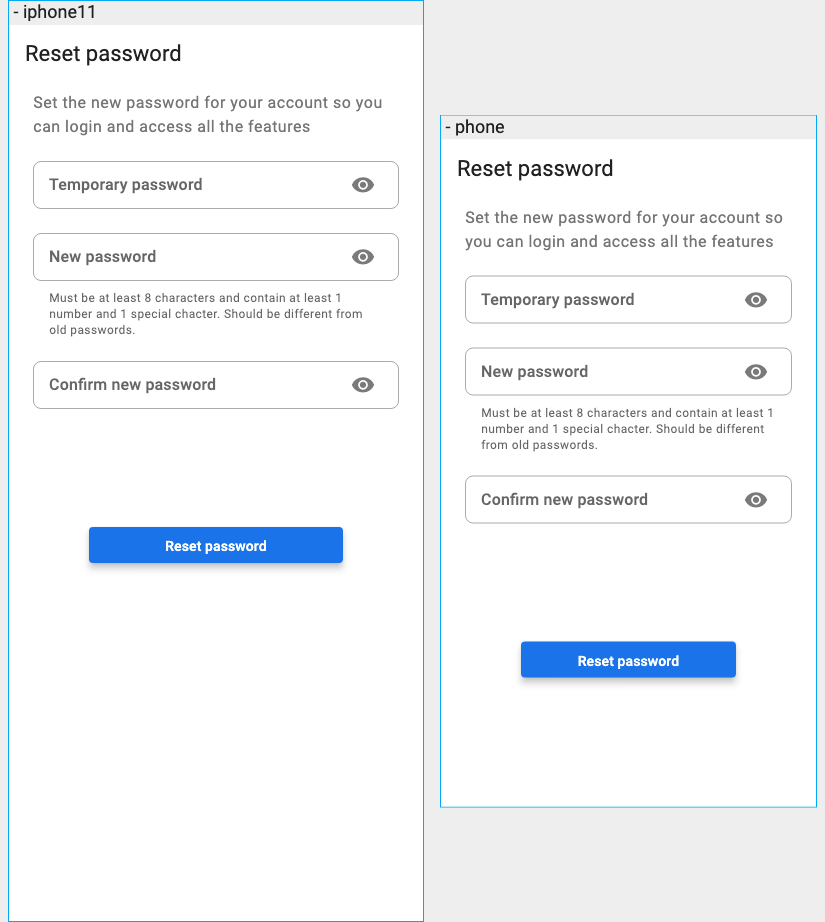 - iphone11
Reset password
Set the new password for your account so you
can login and access all the features
Temporary password
New password
Must be at least 8 characters and contain at least 1
number and 1 special chacter. Should be different from
old passwords.
Confirm new password
Reset password
- phone
Reset password
Set the new password for your account so
you can login and access all the features
Temporary password
New password
Must be at least 8 characters and contain at least 1
number and 1 special chacter. Should be different
from old passwords.
Confirm new password
Reset password